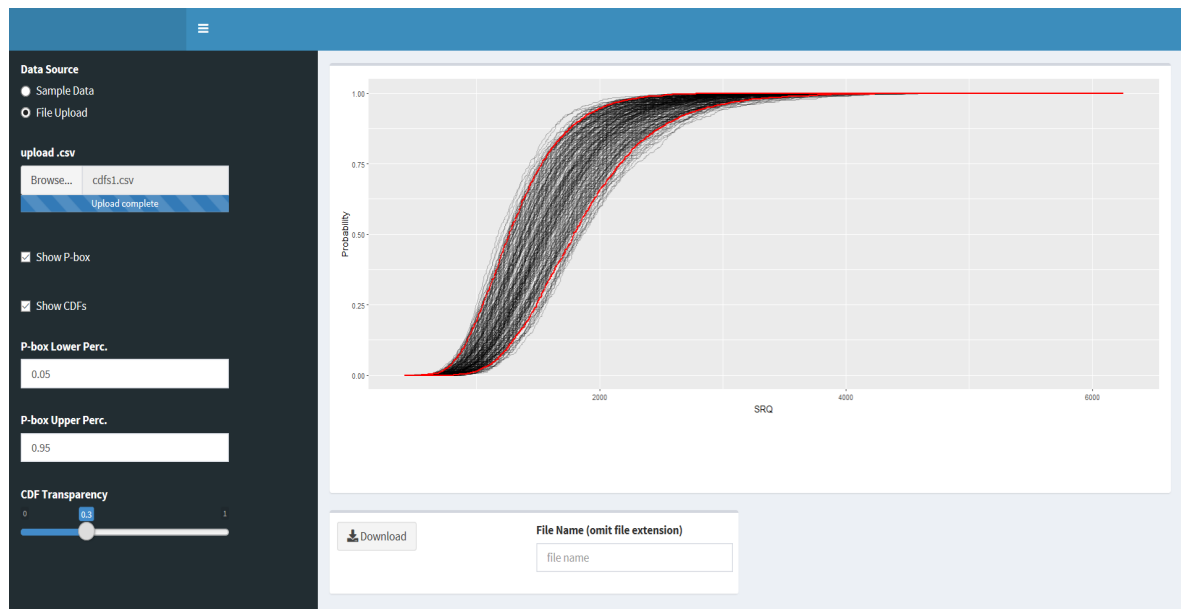 Data Source
Sample Data
File Upload
upload .csv
Browse... cdfs1.csv
Upload complete
Show P-box
Show CDFs
P-box Lower Perc.
0.05
P-box Upper Perc.
0.95
CDF Transparency
0 0.3 1
1.00
0.75
0.50
0.25
0.00
Probability
2000 4000 6000
SRQ
Download
File Name (omit file extension)
file name